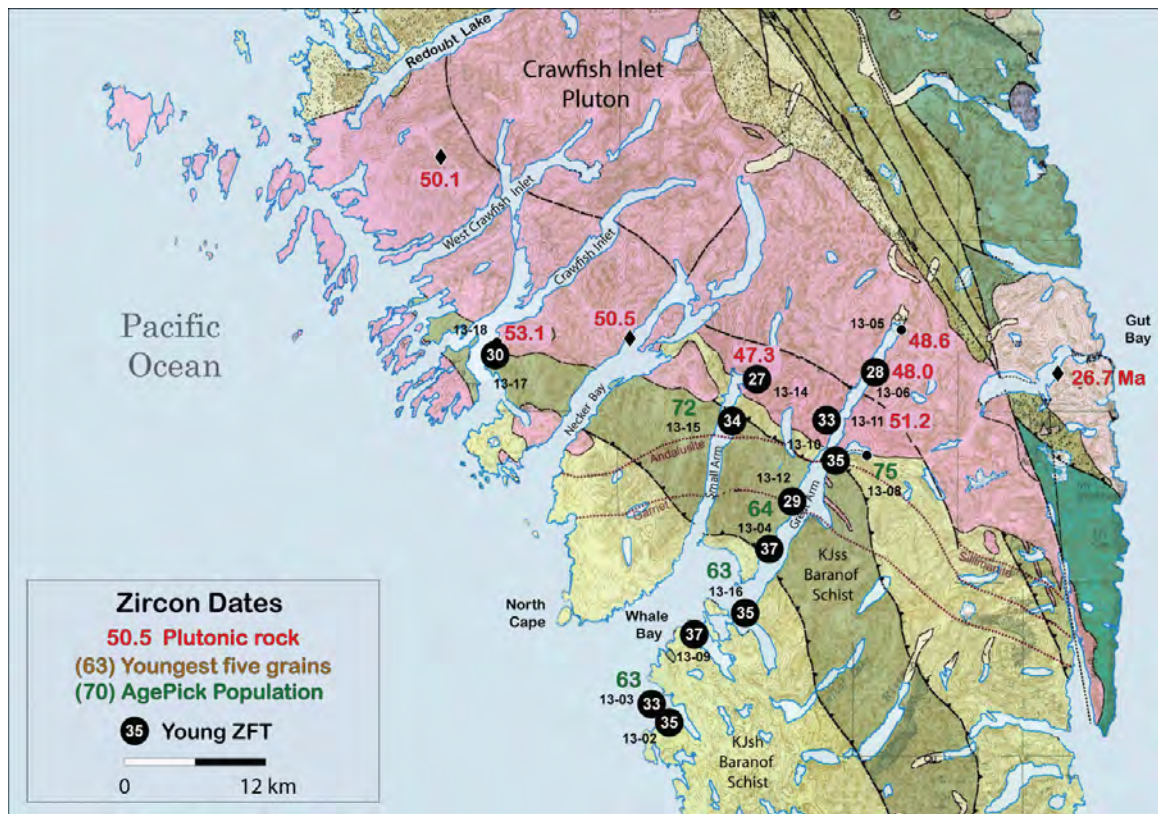 Redoubt Lake
Crawfish Inlet
Pluton
50.1
West Crawfish Inlet
Crawfish Inlet
Pacific
Ocean
13-18
53.1
30
13-17
50.5
Necker Bay
47.3
27
13-14
13-05
48.6
28
48.0
13-06
Gut
Bay
26.7 Ma
72
13-15
34
33
13-11
51.2
13-10
35
75
13-08
Andalusite
Small Arm
13-12
29
Great Arm
Garnet
64
13-04
37
Sillimanite
KJss
Baranof
Schist
63
13-16
35
North
Cape
Whale
Bay
37
13-09
63
13-03
33
35
13-02
KJsh
Baranof
Schist
Zircon Dates
50.5 Plutonic rock
(63) Youngest five grains
(70) AgePick Population
35 Young ZFT
0 12 km